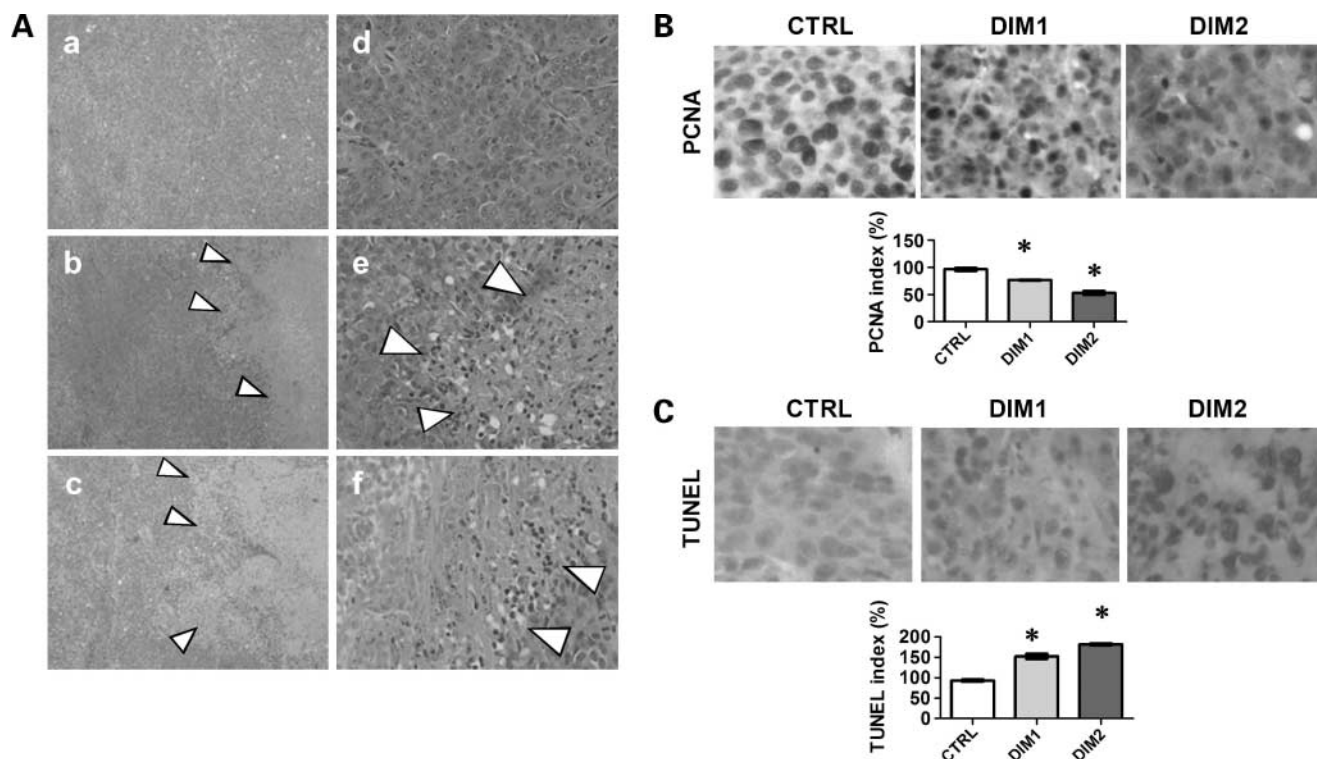 A
a
d
b
e
c
f
B
CTRL DIM1 DIM2
PCNA
PCNA index (%)
150
100
50
0
* *
CTRL DIM1 DIM2
C
CTRL DIM1 DIM2
TUNEL
TUNEL index (%)
200
150
100
50
0
* *
CTRL DIM1 DIM2